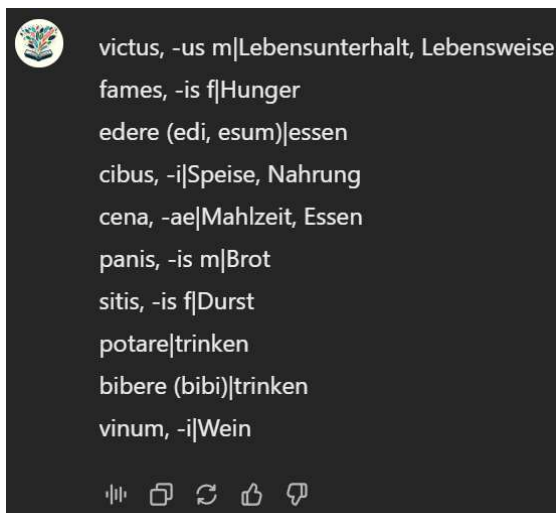 victus, -us m|Lebensunterhalt, Lebensweise
fames, -is f|Hunger
edere (edi, esum)|essen
cibus, -i|Speise, Nahrung
cena, -ae|Mahlzeit, Essen
panis, -is m|Brot
sitis, -is f|Durst
potare|trinken
bibere (bibi)|trinken
vinum, -i|Wein